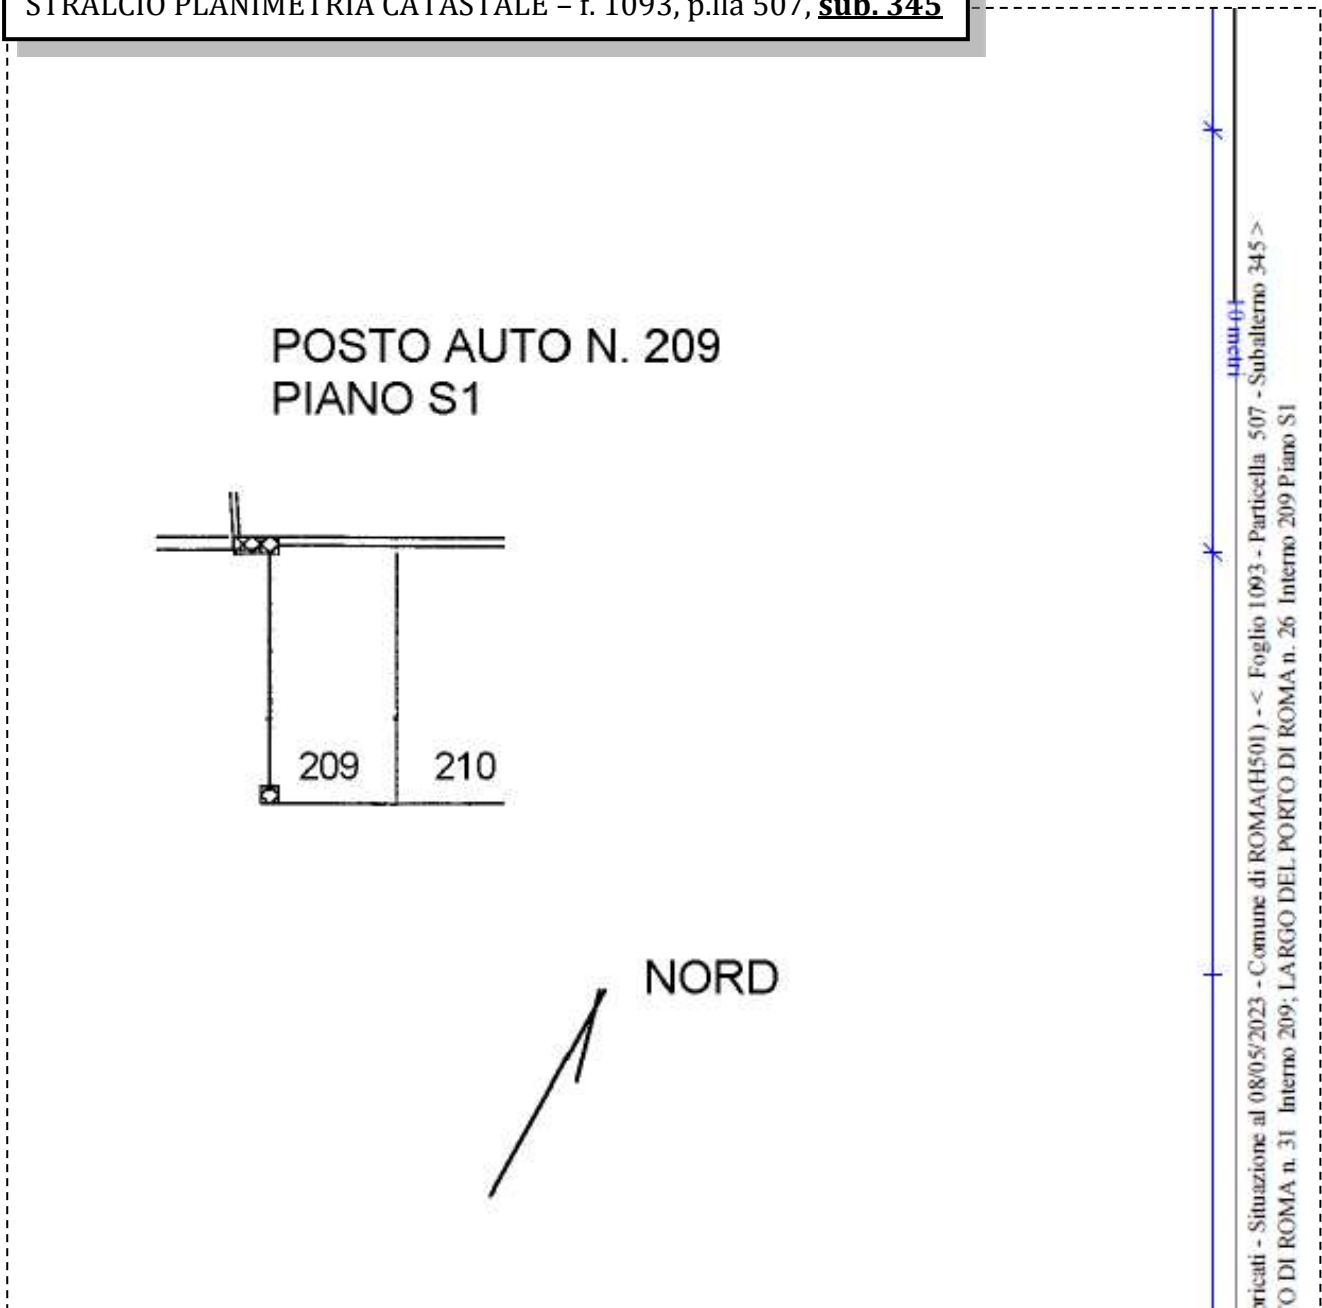 STRALCIO PLANIMETRIA CATASTALE – f. 1093, p.lla 507, sub. 345
POSTO AUTO N. 209
PIANO S1
209
210
NORD
10 metri
- Situazione al 08/05/2023 - Comune di ROMA(H501) - < Foglio 1093 - Particella 507 - Subalterno 345 >
DI ROMA n. 31 Interno 209; LARGO DEL PORTO DI ROMA n. 26 Interno 209 Piano S1